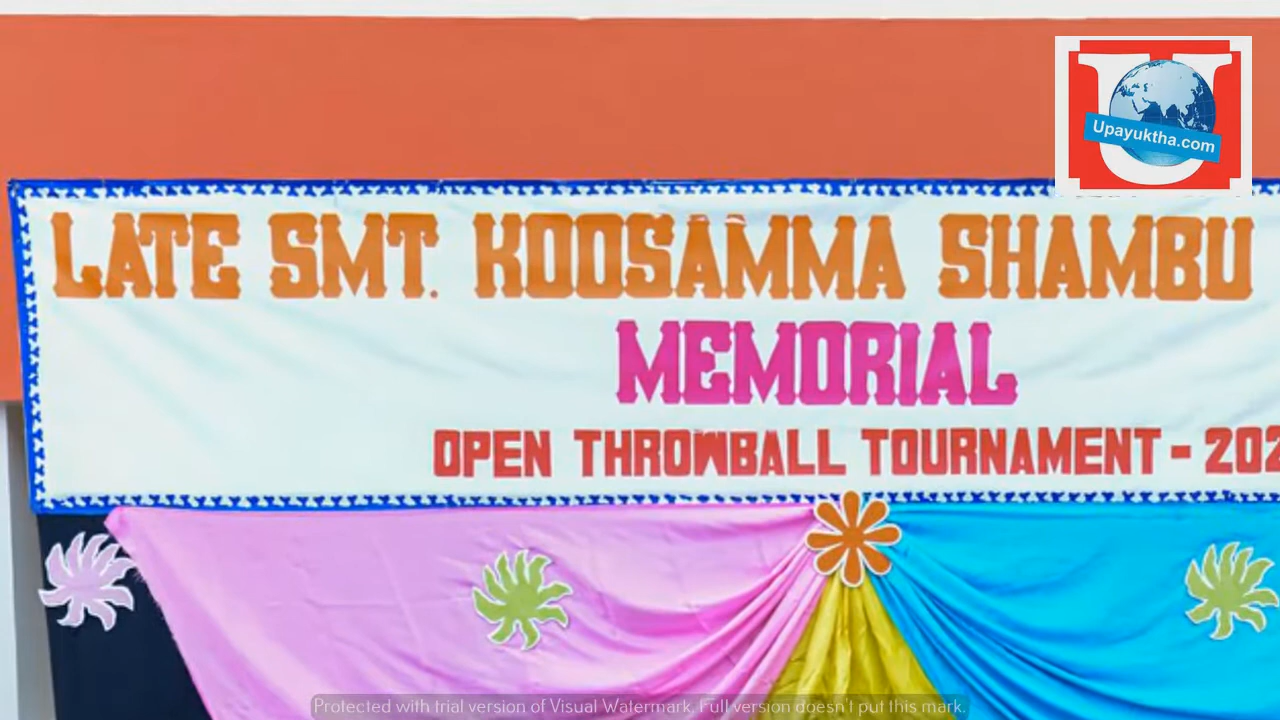 Upayuktha.com
LATE SMT. KOOSAMMA SHAMBU
MEMORIAL
OPEN THROWBALL TOURNAMENT - 202
Protected with trial version of Visual Watermark. Full version doesn't put this mark.